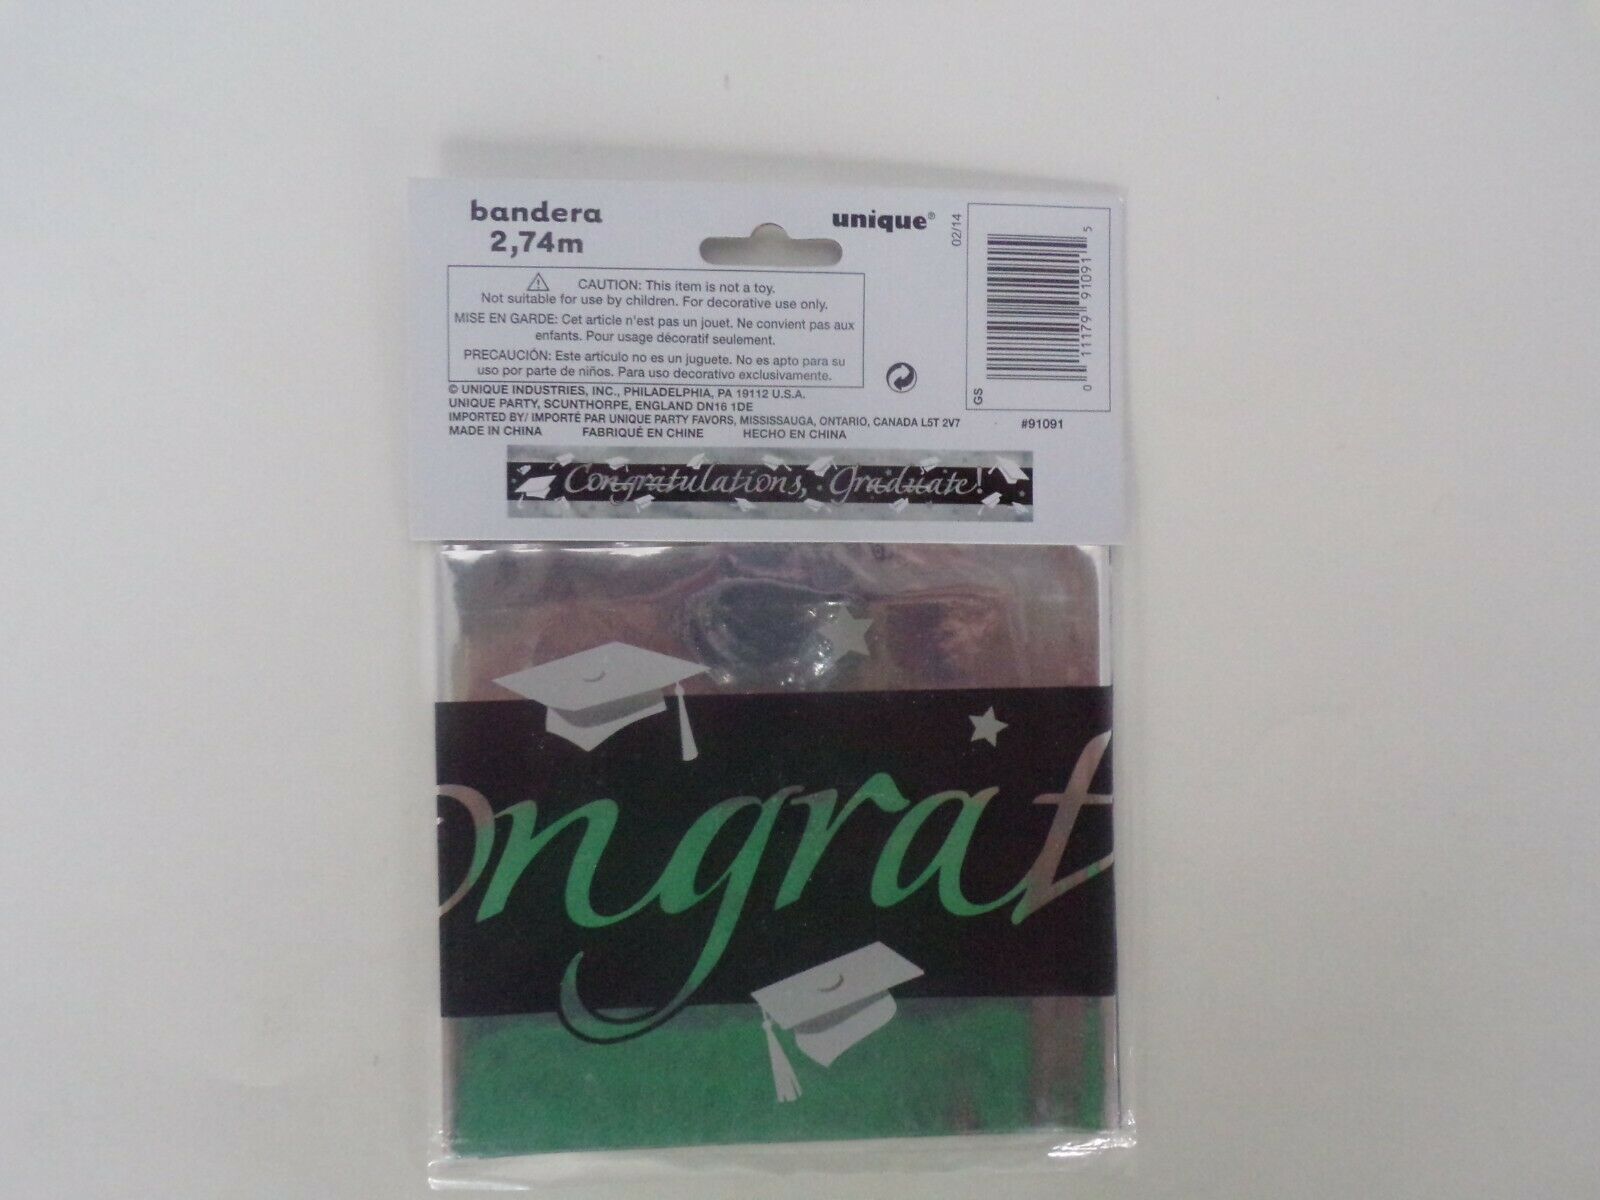 bandera
2,74m
unique®
02/14
CAUTION: This item is not a toy.
Not suitable for use by children. For decorative use only.
MISE EN GARDE: Cet article n'est pas un jouet. Ne convient pas aux
enfants. Pour usage décoratif seulement.
PRECAUCIÓN: Este artículo no es un juguete. No es apto para su
uso por parte de niños. Para uso decorativo exclusivamente.
© UNIQUE INDUSTRIES, INC., PHILADELPHIA, PA 19112 U.S.A.
UNIQUE PARTY, SCUNTHORPE, ENGLAND DN16 1DE
IMPORTED BY/ IMPORTÉ PAR UNIQUE PARTY FAVORS, MISSISSAUGA, ONTARIO, CANADA L5T 2V7
MADE IN CHINA FABRIQUÉ EN CHINE HECHO EN CHINA
GS
0 11179 91091 5
#91091
Congratulations, Graduate!
ongrat